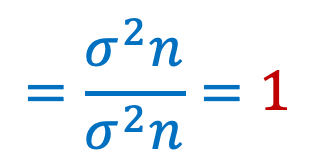 = σ²n / σ²n = 1